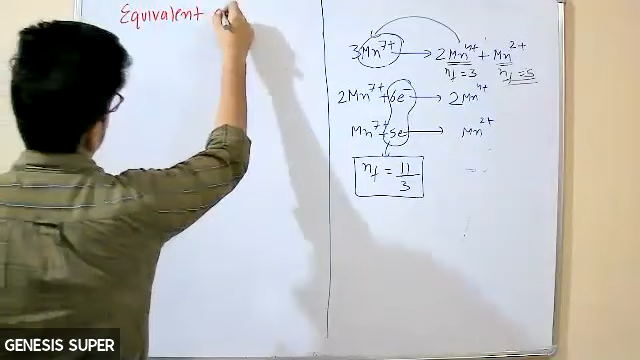 Equivalent
3Mn⁷⁺ → 2Mn⁴⁺ + Mn²⁺
nf = 3 nf = 5
2Mn⁷⁺ + 6e⁻ → 2Mn⁴⁺
Mn⁷⁺ + 5e⁻ → Mn²⁺
nf = 11/3
GENESIS SUPER